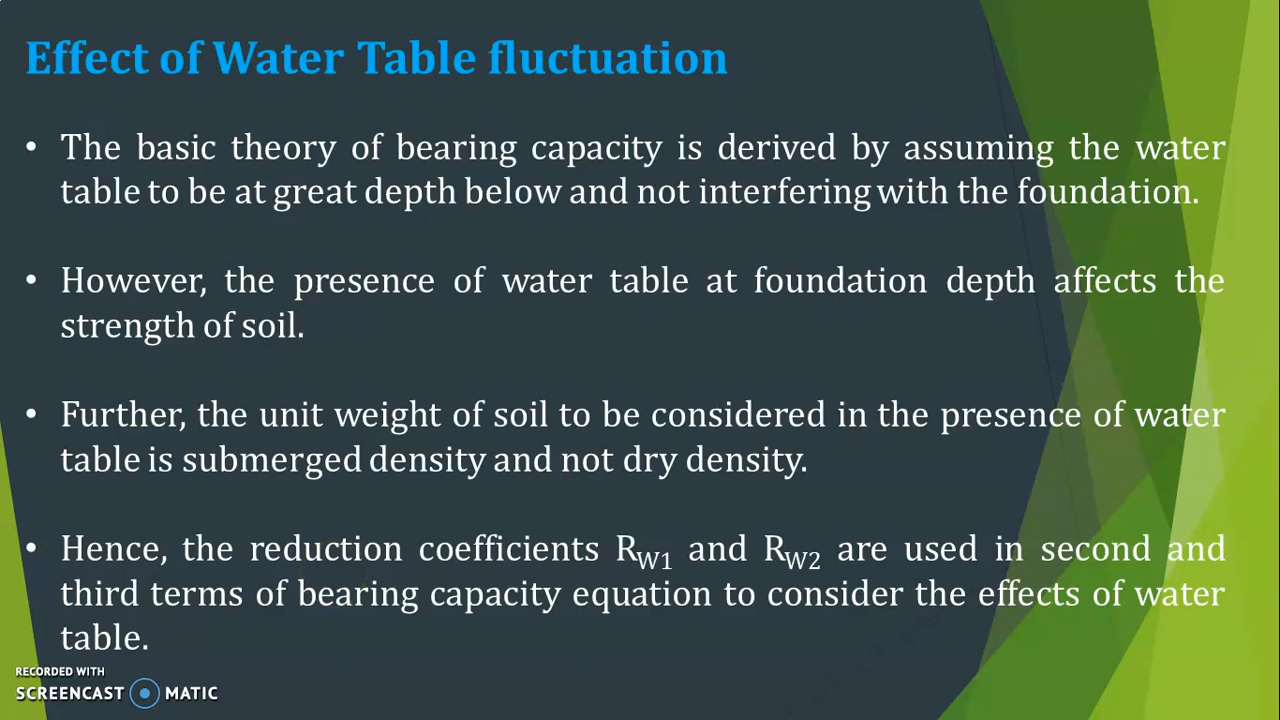 Effect of Water Table fluctuation
• The basic theory of bearing capacity is derived by assuming the water
table to be at great depth below and not interfering with the foundation.
• However, the presence of water table at foundation depth affects the
strength of soil.
• Further, the unit weight of soil to be considered in the presence of water
table is submerged density and not dry density.
• Hence, the reduction coefficients R_W1 and R_W2 are used in second and
third terms of bearing capacity equation to consider the effects of water
table.
RECORDED WITH
SCREENCAST MATIC